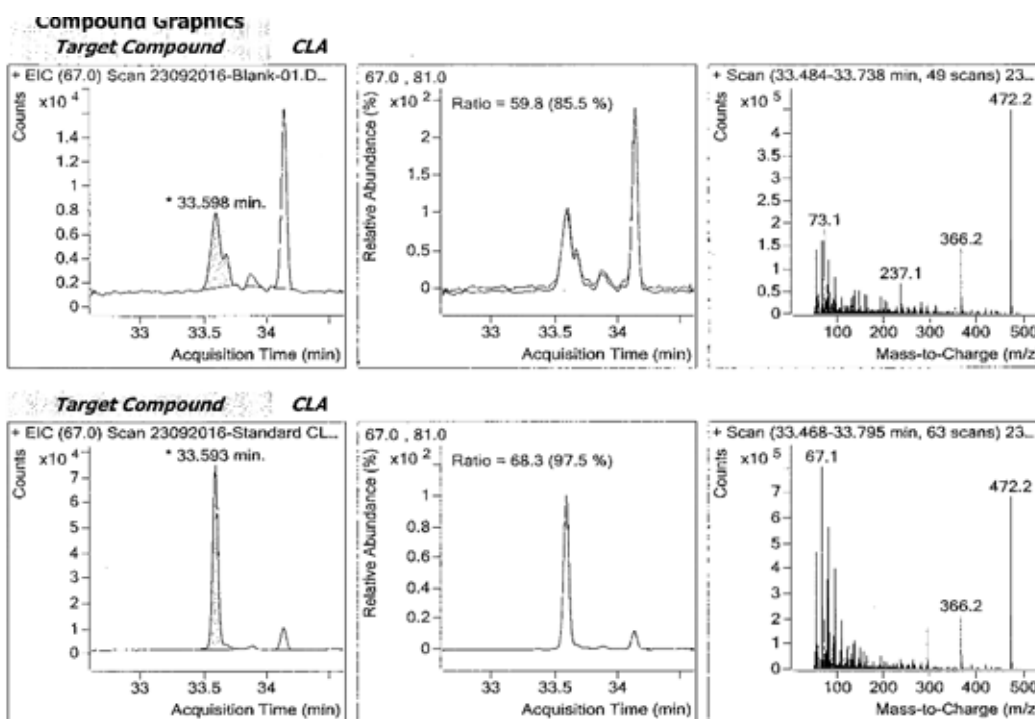 Compound Graphics
Target Compound CLA
+ EIC (67.0) Scan 23092016-Blank-01.D...
Counts
x10 4
1.4
1.2
1
0.8
0.6
0.4
0.2
0
* 33.598 min.
33 33.5 34
Acquisition Time (min)
67.0 , 81.0
Relative Abundance (%)
x10 2
Ratio = 59.8 (85.5 %)
2
1.5
1
0.5
0
33 33.5 34
Acquisition Time (min)
+ Scan (33.484-33.738 min, 49 scans) 23...
Counts
x10 5
472.2
4
3.5
3
2.5
2
1.5
1
0.5
0
73.1
366.2
237.1
100 200 300 400 500
Mass-to-Charge (m/z
Target Compound CLA
+ EIC (67.0) Scan 23092016-Standard CL...
Counts
x10 4
* 33.593 min.
7
6
5
4
3
2
1
0
33 33.5 34
Acquisition Time (min)
67.0 , 81.0
Relative Abundance (%)
x10 2
Ratio = 68.3 (97.5 %)
1
0.8
0.6
0.4
0.2
0
33 33.5 34
Acquisition Time (min)
+ Scan (33.468-33.795 min, 63 scans) 23...
Counts
x10 5
67.1
472.2
7
6
5
4
3
2
1
0
366.2
100 200 300 400 500
Mass-to-Charge (m/z